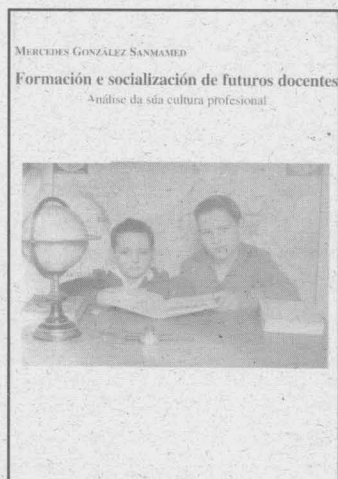 MERCEDES GONZÁLEZ SANMAMED
Formación e socialización de futuros docentes
Análise da súa cultura profesional